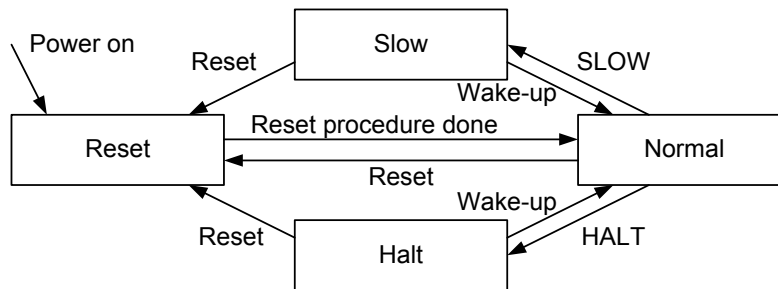 Power on
Slow
Reset
SLOW
Wake-up
Reset
Reset procedure done
Normal
Reset
Wake-up
Reset
HALT
Halt